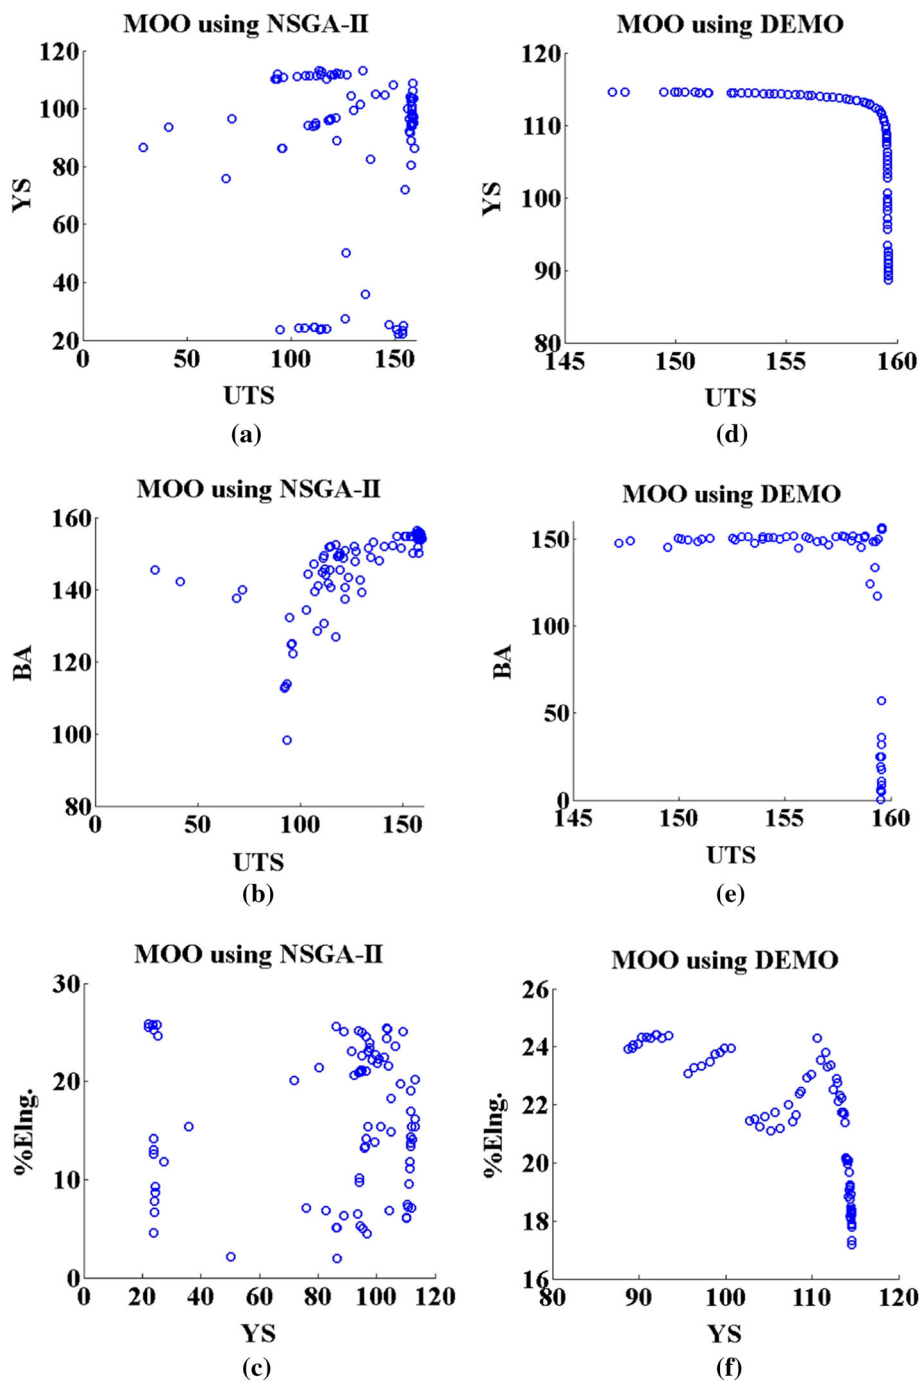 MOO using NSGA-II
120
100
80
60
40
20
YS
0
50
100
150
UTS
(a)
MOO using DEMO
120
110
100
90
80
YS
145
150
155
160
UTS
(d)
MOO using NSGA-II
160
140
120
100
80
BA
0
50
100
150
UTS
(b)
MOO using DEMO
150
100
50
0
BA
145
150
155
160
UTS
(e)
MOO using NSGA-II
30
20
10
0
%Elng.
0
20
40
60
80
100
120
YS
(c)
MOO using DEMO
26
24
22
20
18
16
%Elng.
80
90
100
110
120
YS
(f)